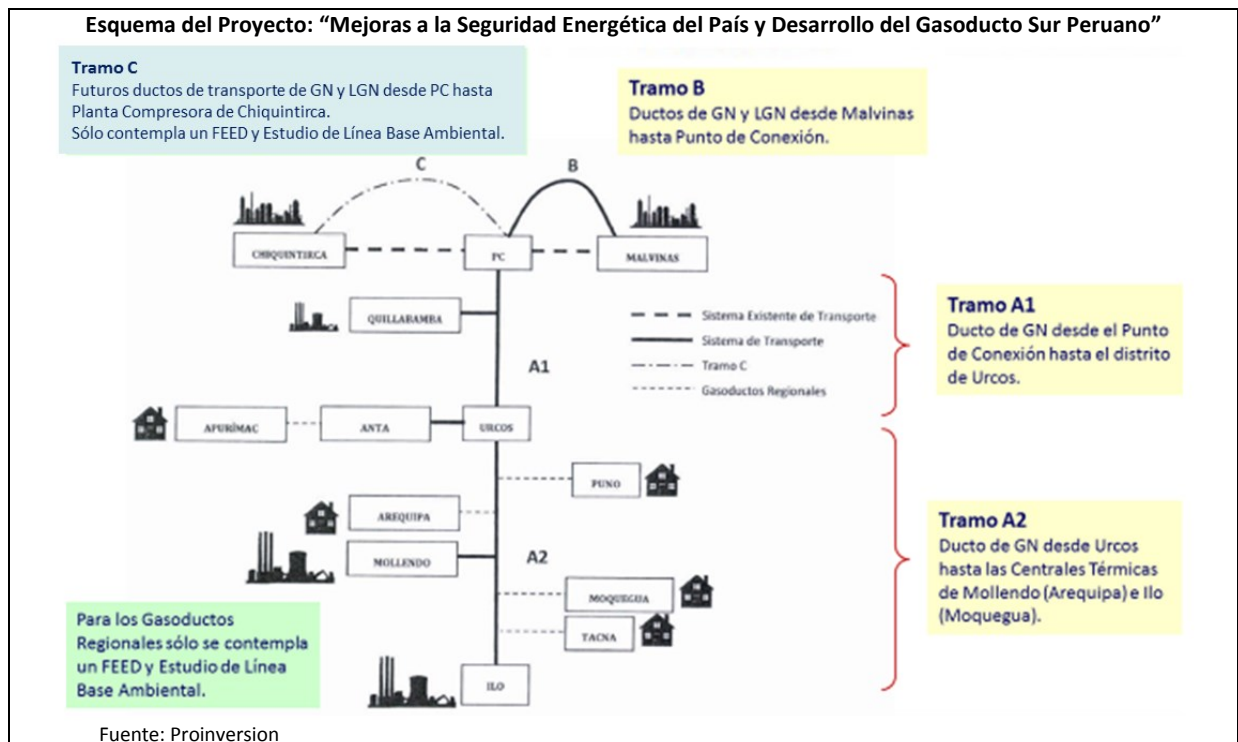 Esquema del Proyecto: “Mejoras a la Seguridad Energética del País y Desarrollo del Gasoducto Sur Peruano”
Tramo C
Futuros ductos de transporte de GN y LGN desde PC hasta
Planta Compresora de Chiquintirca.
Sólo contempla un FEED y Estudio de Línea Base Ambiental.
Tramo B
Ductos de GN y LGN desde Malvinas
hasta Punto de Conexión.
C
B
CHIQUINTIRCA
PC
MALVINAS
QUILLABAMBA
Sistema Existente de Transporte
Sistema de Transporte
Tramo C
Gasoductos Regionales
A1
Tramo A1
Ducto de GN desde el Punto
de Conexión hasta el distrito
de Urcos.
APURÍMAC
ANTA
URCOS
PUNO
AREQUIPA
MOLLENDO
A2
MOQUEGUA
TACNA
ILO
Tramo A2
Ducto de GN desde Urcos
hasta las Centrales Térmicas
de Mollendo (Arequipa) e Ilo
(Moquegua).
Para los Gasoductos
Regionales sólo se contempla
un FEED y Estudio de Línea
Base Ambiental.
Fuente: Proinversion